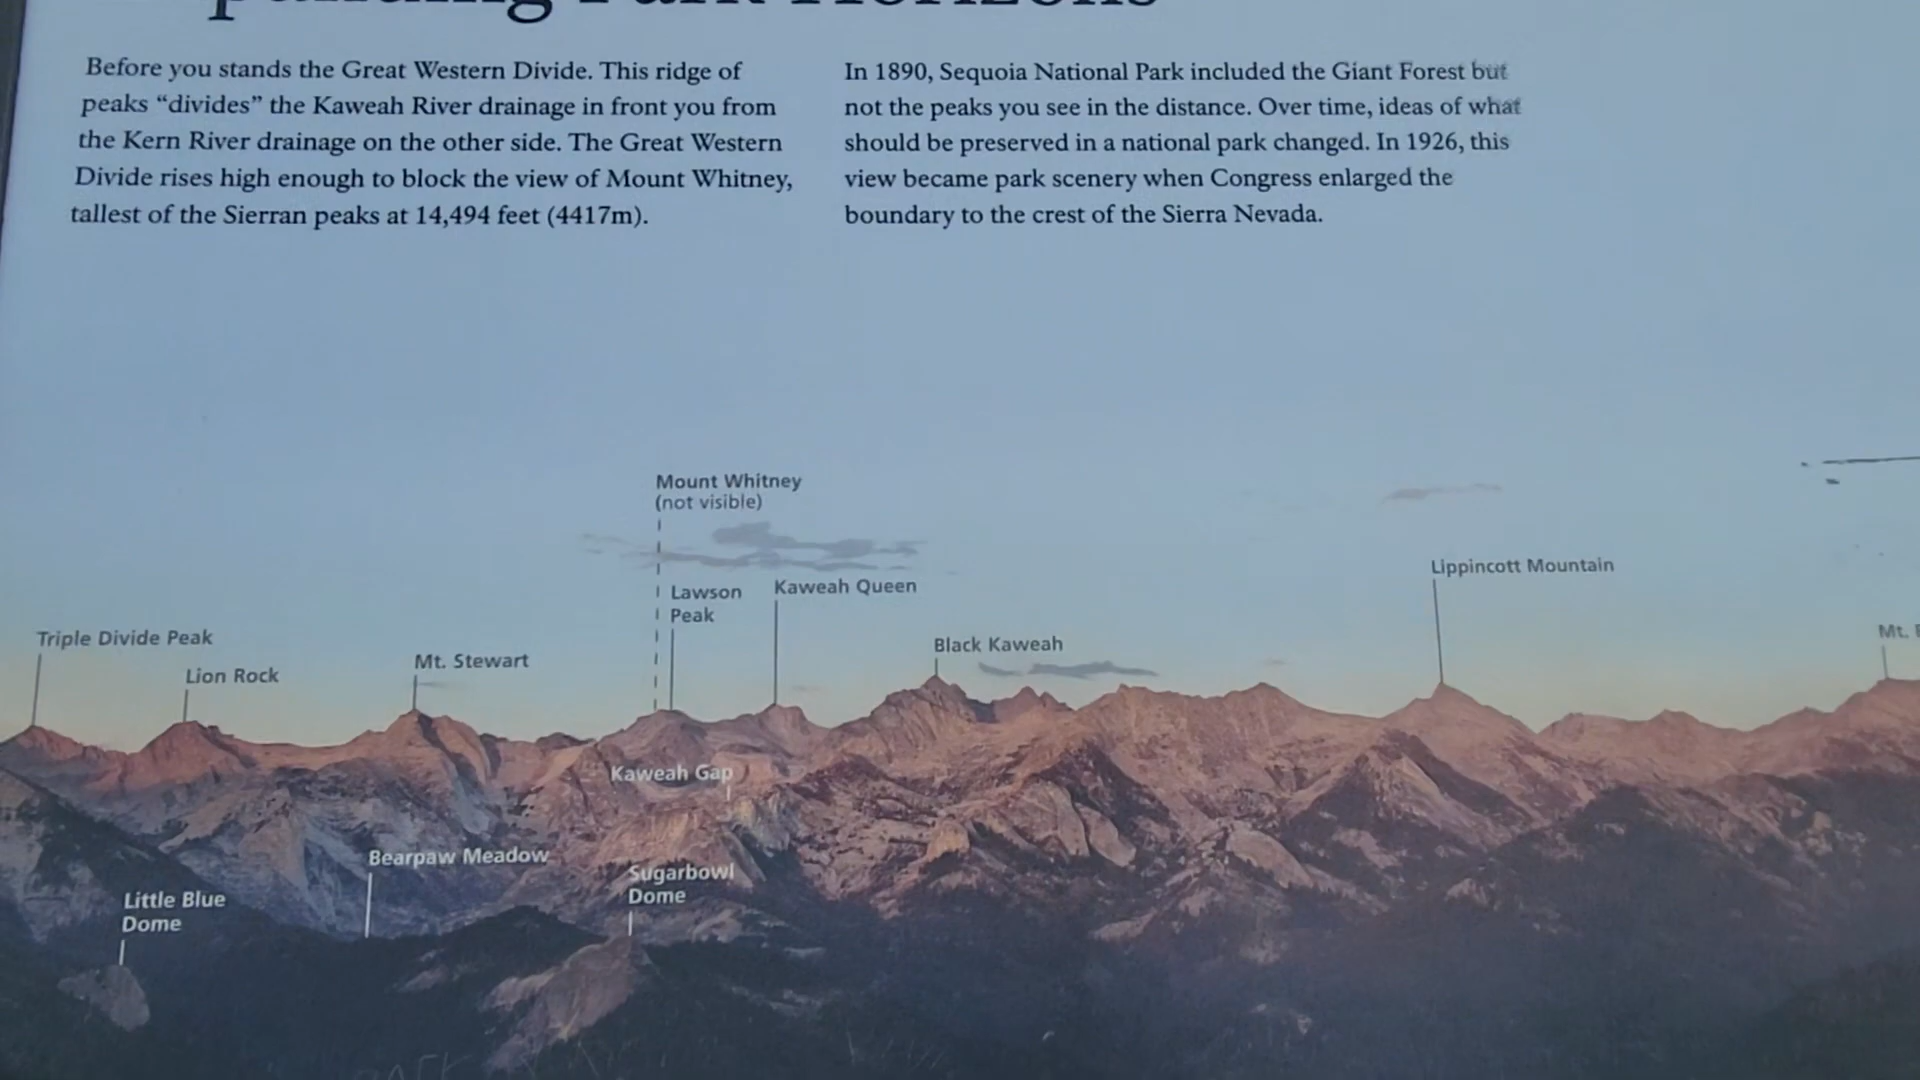 Park Horizons
Before you stands the Great Western Divide. This ridge of
peaks “divides” the Kaweah River drainage in front you from
the Kern River drainage on the other side. The Great Western
Divide rises high enough to block the view of Mount Whitney,
tallest of the Sierran peaks at 14,494 feet (4417m).
In 1890, Sequoia National Park included the Giant Forest but
not the peaks you see in the distance. Over time, ideas of what
should be preserved in a national park changed. In 1926, this
view became park scenery when Congress enlarged the
boundary to the crest of the Sierra Nevada.
Mount Whitney
(not visible)
Lippincott Mountain
Lawson
Peak
Kaweah Queen
Triple Divide Peak
Lion Rock
Mt. Stewart
Black Kaweah
Mt.
Kaweah Gap
Bearpaw Meadow
Sugarbowl
Dome
Little Blue
Dome